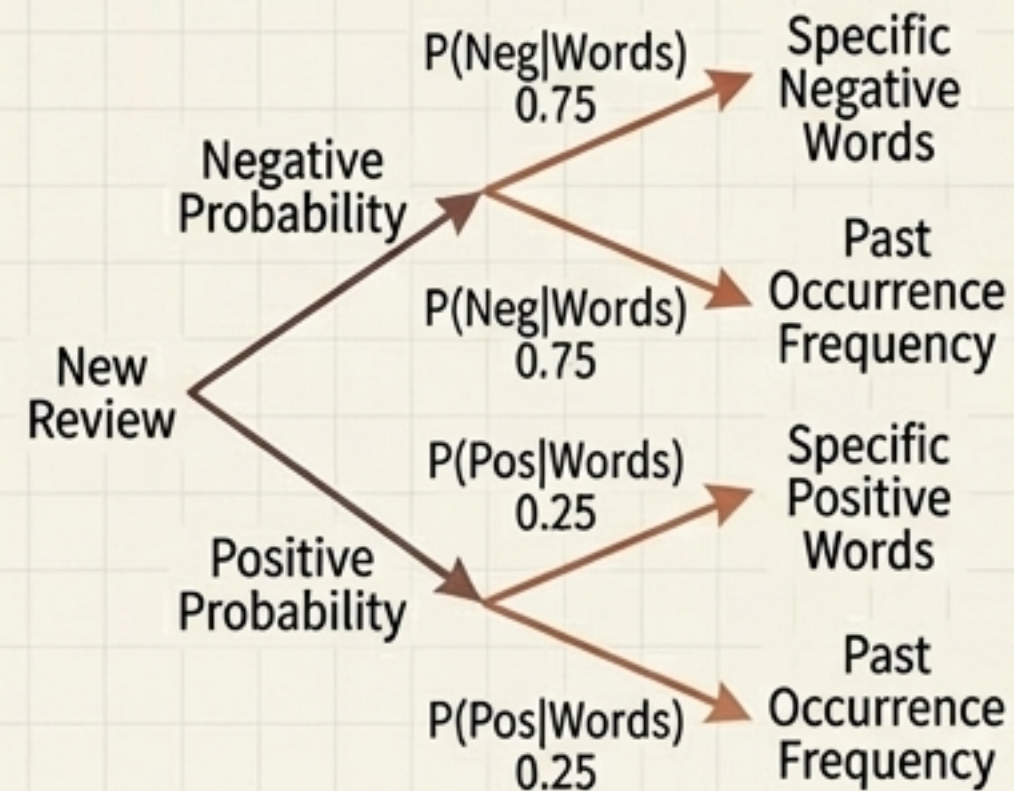 New
Review
Negative
Probability
P(Neg|Words)
0.75
Specific
Negative
Words
P(Neg|Words)
0.75
Past
Occurrence
Frequency
Positive
Probability
P(Pos|Words)
0.25
Specific
Positive
Words
P(Pos|Words)
0.25
Past
Occurrence
Frequency